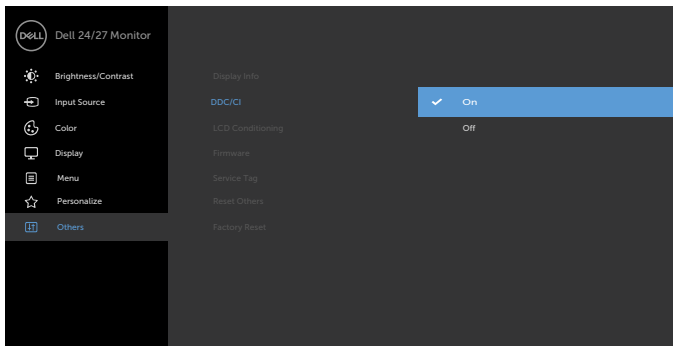 DELL Dell 24/27 Monitor
Brightness/Contrast
Display Info
Input Source
DDC/CI
On
Color
LCD Conditioning
Off
Display
Firmware
Menu
Service Tag
Personalize
Reset Others
Others
Factory Reset